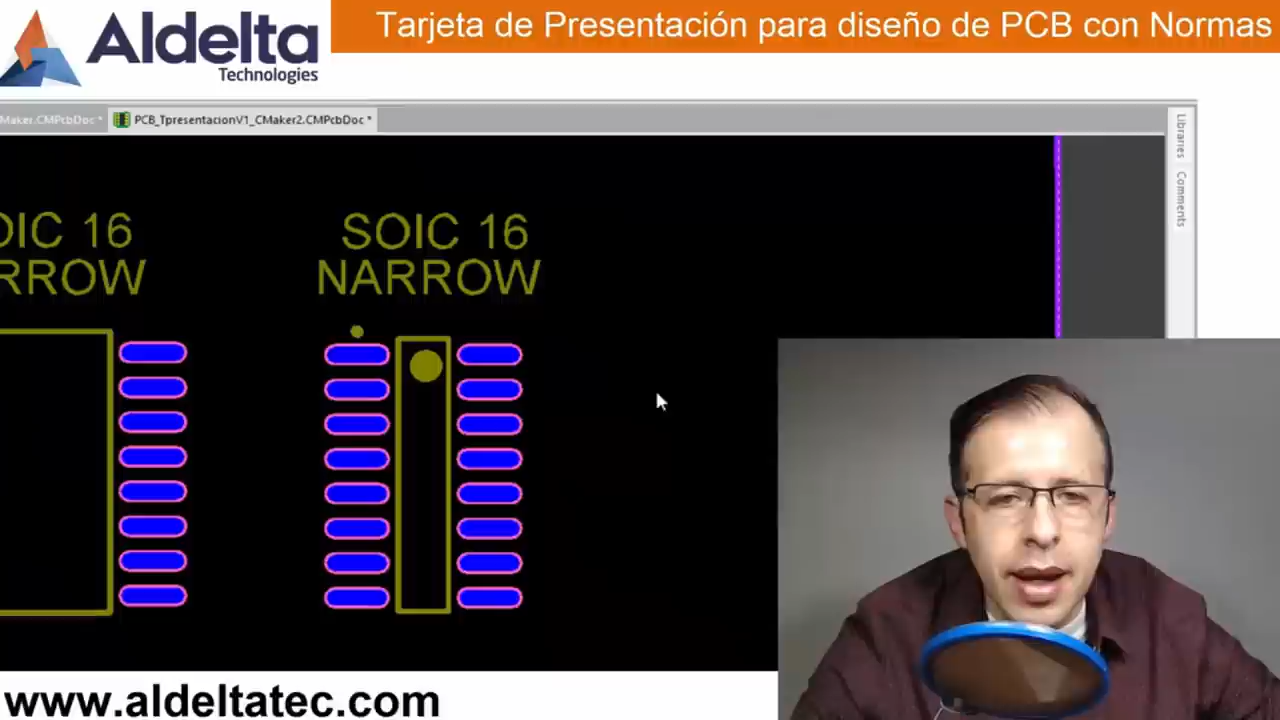 Aldelta
Technologies
Tarjeta de Presentación para diseño de PCB con Normas
Maker.CMPcbDoc *
PCB_TpresentacionV1_CMaker2.CMPcbDoc *
Libraries
Comments
OIC 16
RROW
SOIC 16
NARROW
www.aldeltatec.com